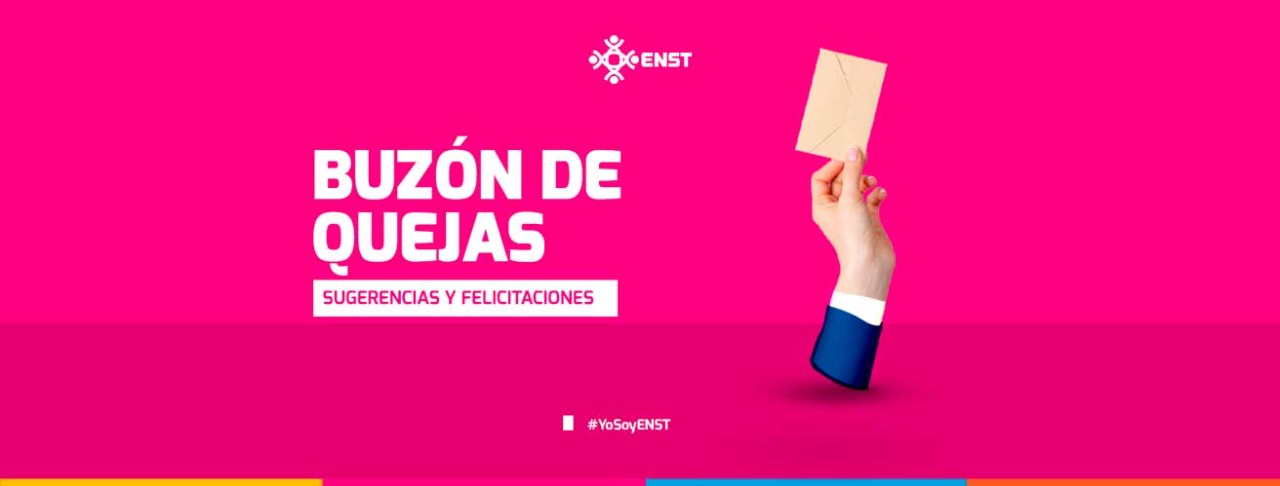 ENST
BUZÓN DE
QUEJAS
SUGERENCIAS Y FELICITACIONES
#YoSoyENST